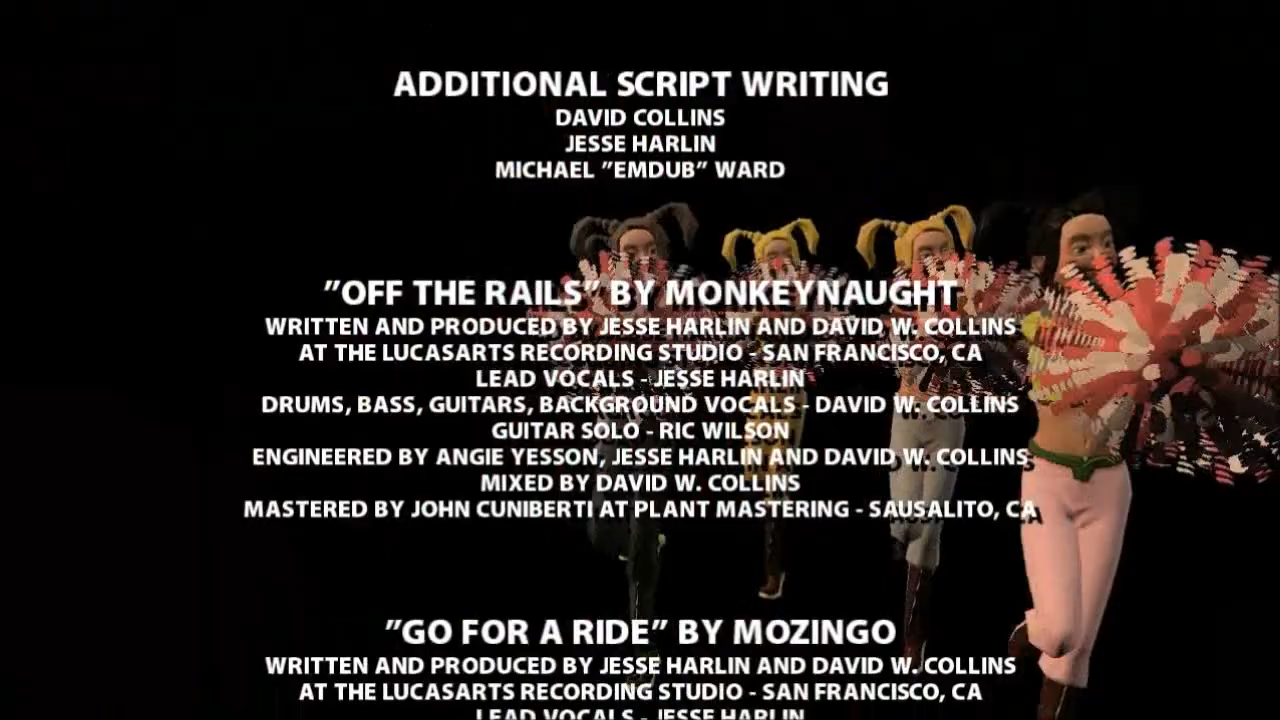 ADDITIONAL SCRIPT WRITING
DAVID COLLINS
JESSE HARLIN
MICHAEL "EMDUB" WARD
"OFF THE RAILS" BY MONKEYNAUGHT
WRITTEN AND PRODUCED BY JESSE HARLIN AND DAVID W. COLLINS
AT THE LUCASARTS RECORDING STUDIO - SAN FRANCISCO, CA
LEAD VOCALS - JESSE HARLIN
DRUMS, BASS, GUITARS, BACKGROUND VOCALS - DAVID W. COLLINS
GUITAR SOLO - RIC WILSON
ENGINEERED BY ANGIE YESSON, JESSE HARLIN AND DAVID W. COLLINS
MIXED BY DAVID W. COLLINS
MASTERED BY JOHN CUNIBERTI AT PLANT MASTERING - SAUSALITO, CA
"GO FOR A RIDE" BY MOZINGO
WRITTEN AND PRODUCED BY JESSE HARLIN AND DAVID W. COLLINS
AT THE LUCASARTS RECORDING STUDIO - SAN FRANCISCO, CA
LEAD VOCALS - JESSE HARLIN